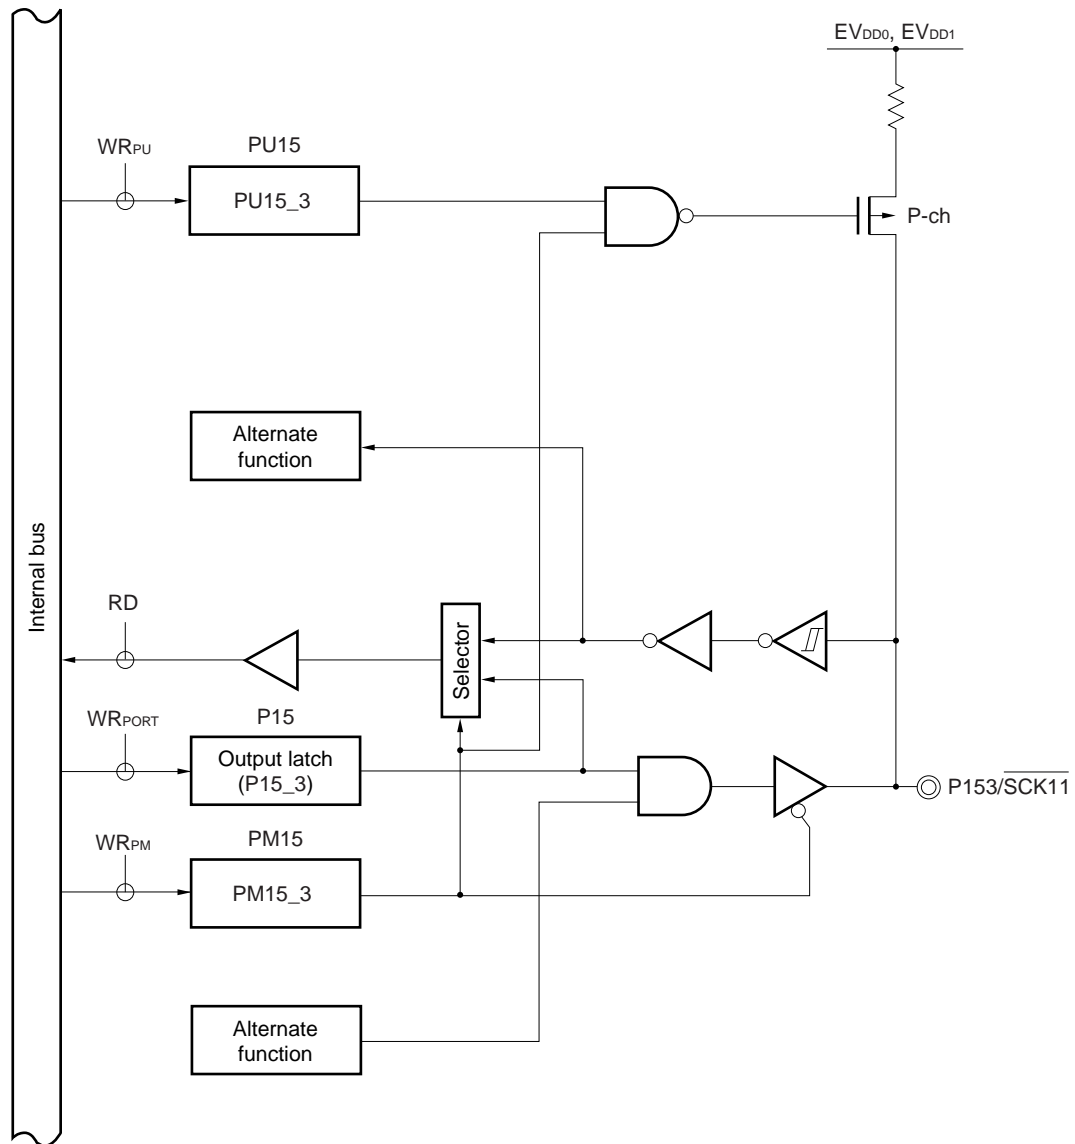 EVDD0, EVDD1
WRPU
PU15
PU15_3
P-ch
Alternate
function
Internal bus
RD
Selector
WRPORT
P15
Output latch
(P15_3)
P153/SCK11
WRPM
PM15
PM15_3
Alternate
function